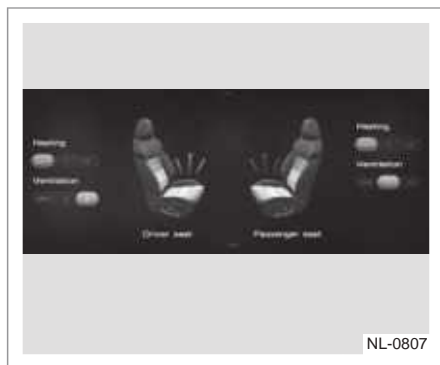 Heating
Ventilation
Driver seat
Passenger seat
Heating
Ventilation
NL-0807